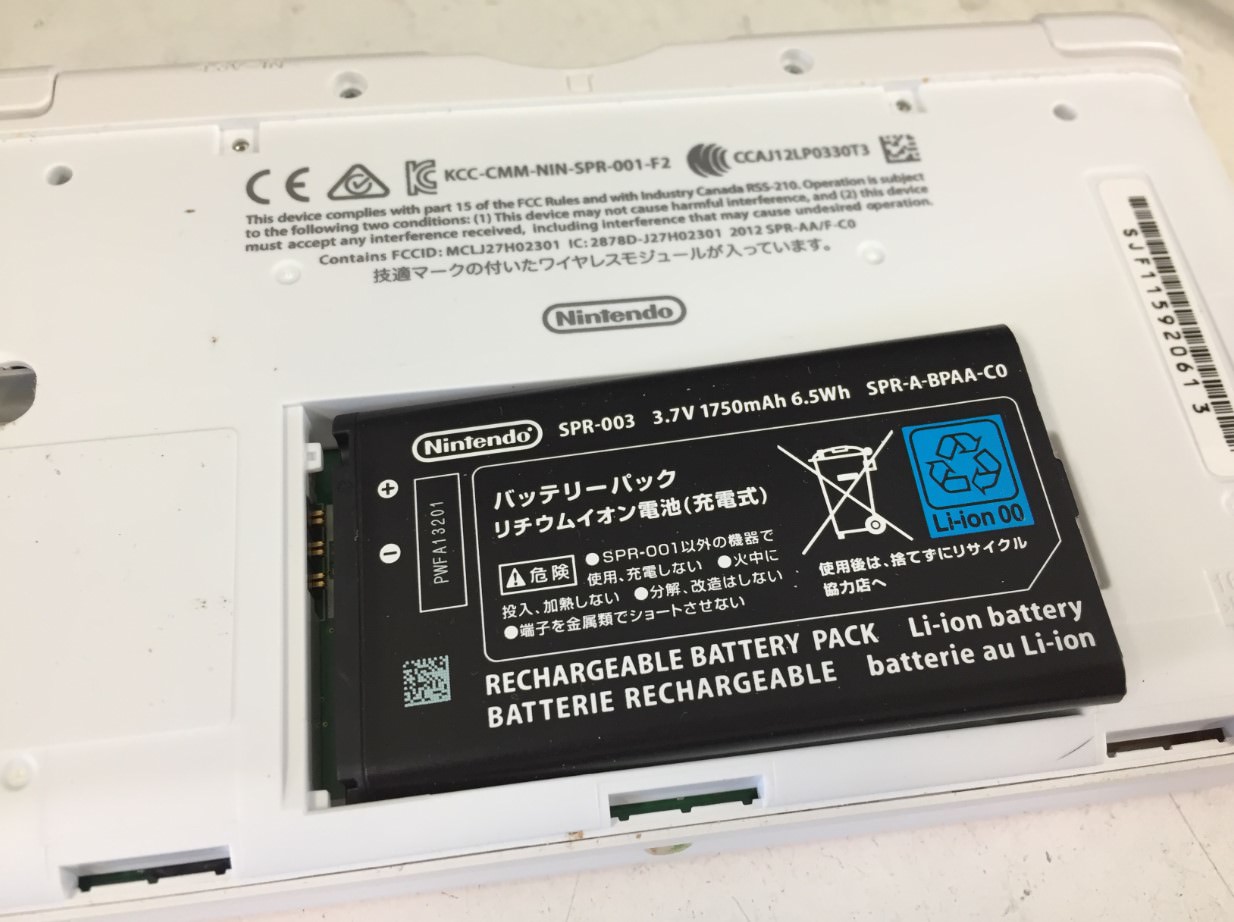 CE KCC-CMM-NIN-SPR-001-F2 CCAJ12LP0330T3
This device complies with part 15 of the FCC Rules and with Industry Canada RSS-210. Operation is subject
to the following two conditions: (1) This device may not cause harmful interference, and (2) this device
must accept any interference received, including interference that may cause undesired operation.
Contains FCCID: MCLJ27H02301 IC: 2878D-J27H02301 2012 SPR-AA/F-C0
技適マークの付いたワイヤレスモジュールが入っています。
Nintendo
SJF11592061 3
Nintendo SPR-003 3.7V 1750mAh 6.5Wh SPR-A-BPAA-C0
PWFA13201
バッテリーパック
リチウムイオン電池(充電式)
危険 ●SPR-001以外の機器で
使用、充電しない ●火中に
投入、加熱しない ●分解、改造はしない
●端子を金属類でショートさせない
Li-ion 00
使用後は、捨てずにリサイクル
協力店へ
RECHARGEABLE BATTERY PACK Li-ion battery
BATTERIE RECHARGEABLE batterie au Li-ion